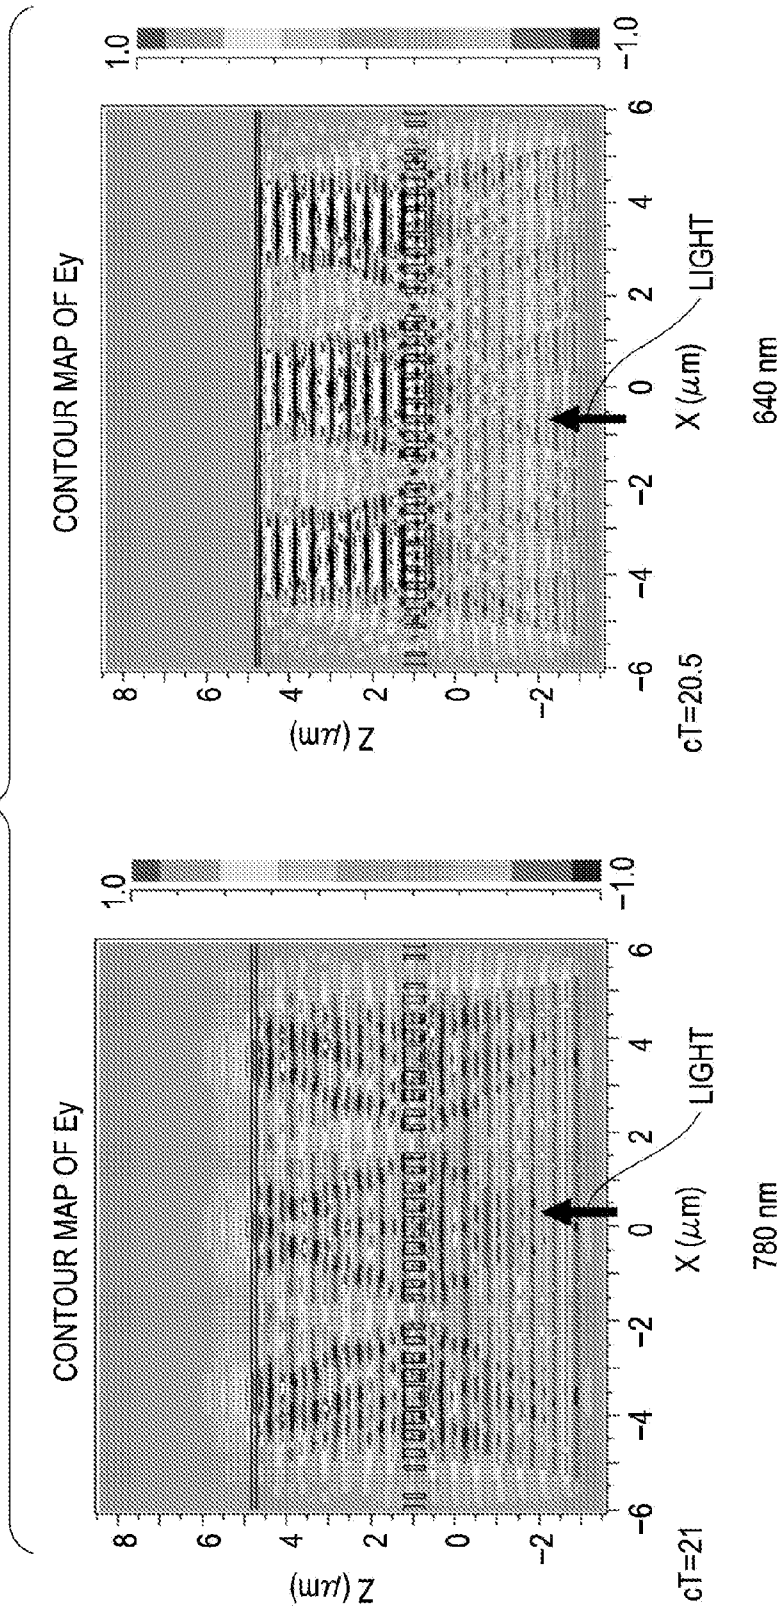 CONTOUR MAP OF Ey
1.0
-1.0
8
6
4
2
0
-2
Z (μm)
-6
-4
-2
0
2
4
6
X (μm)
LIGHT
cT=21
780 nm
CONTOUR MAP OF Ey
1.0
-1.0
8
6
4
2
0
-2
Z (μm)
-6
-4
-2
0
2
4
6
X (μm)
LIGHT
cT=20.5
640 nm